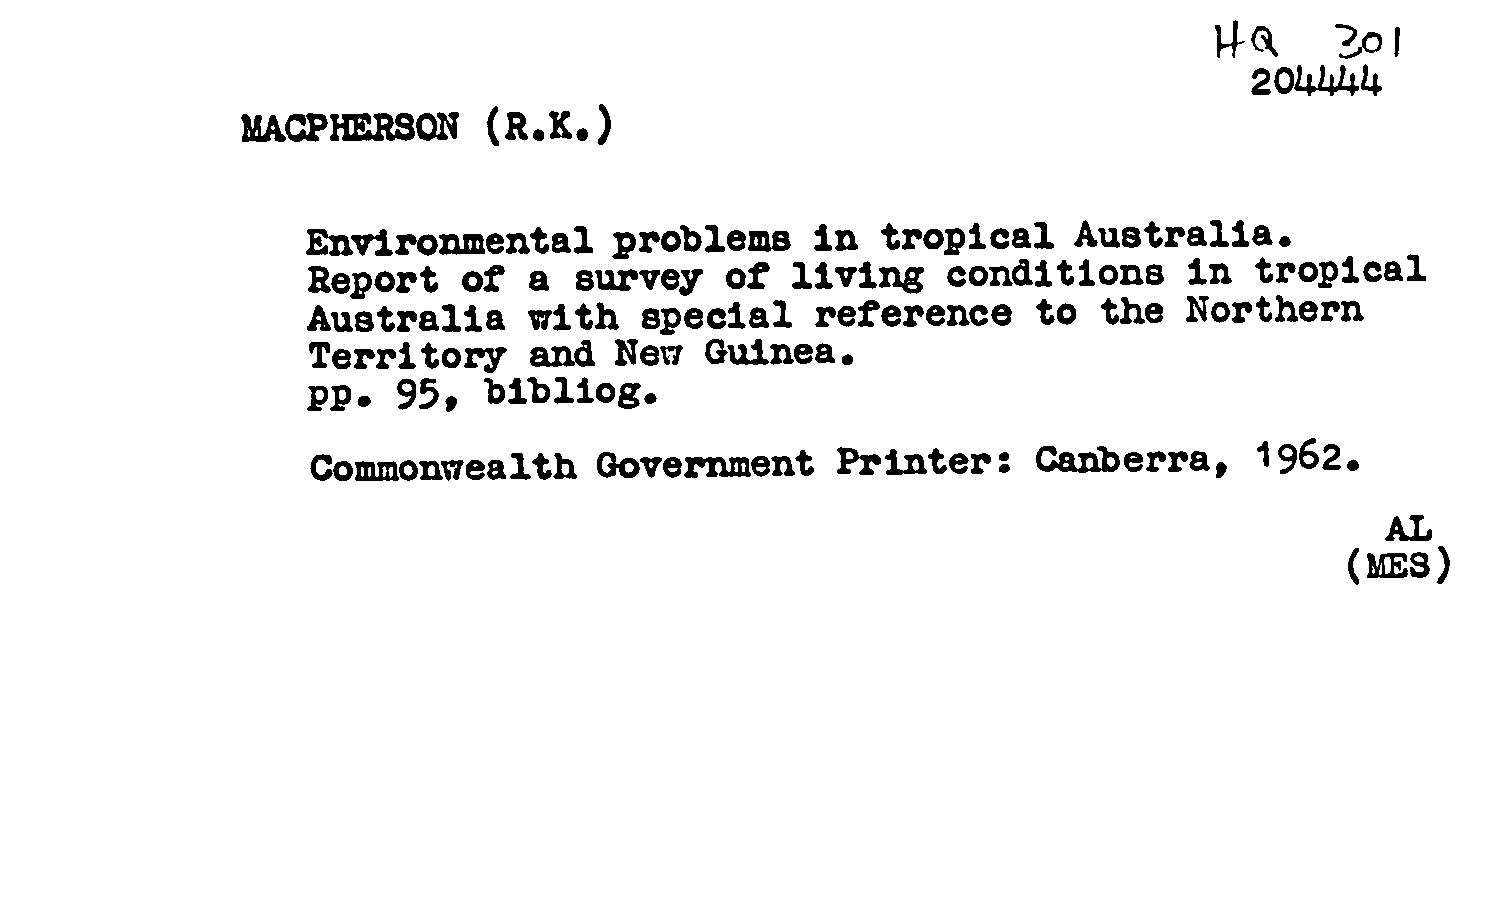 HQ 301
204444
MACPHERSON (R.K.)
Environmental problems in tropical Australia.
Report of a survey of living conditions in tropical
Australia with special reference to the Northern
Territory and New Guinea.
pp. 95, bibliog.
Commonwealth Government Printer: Canberra, 1962.
AL
(MES)